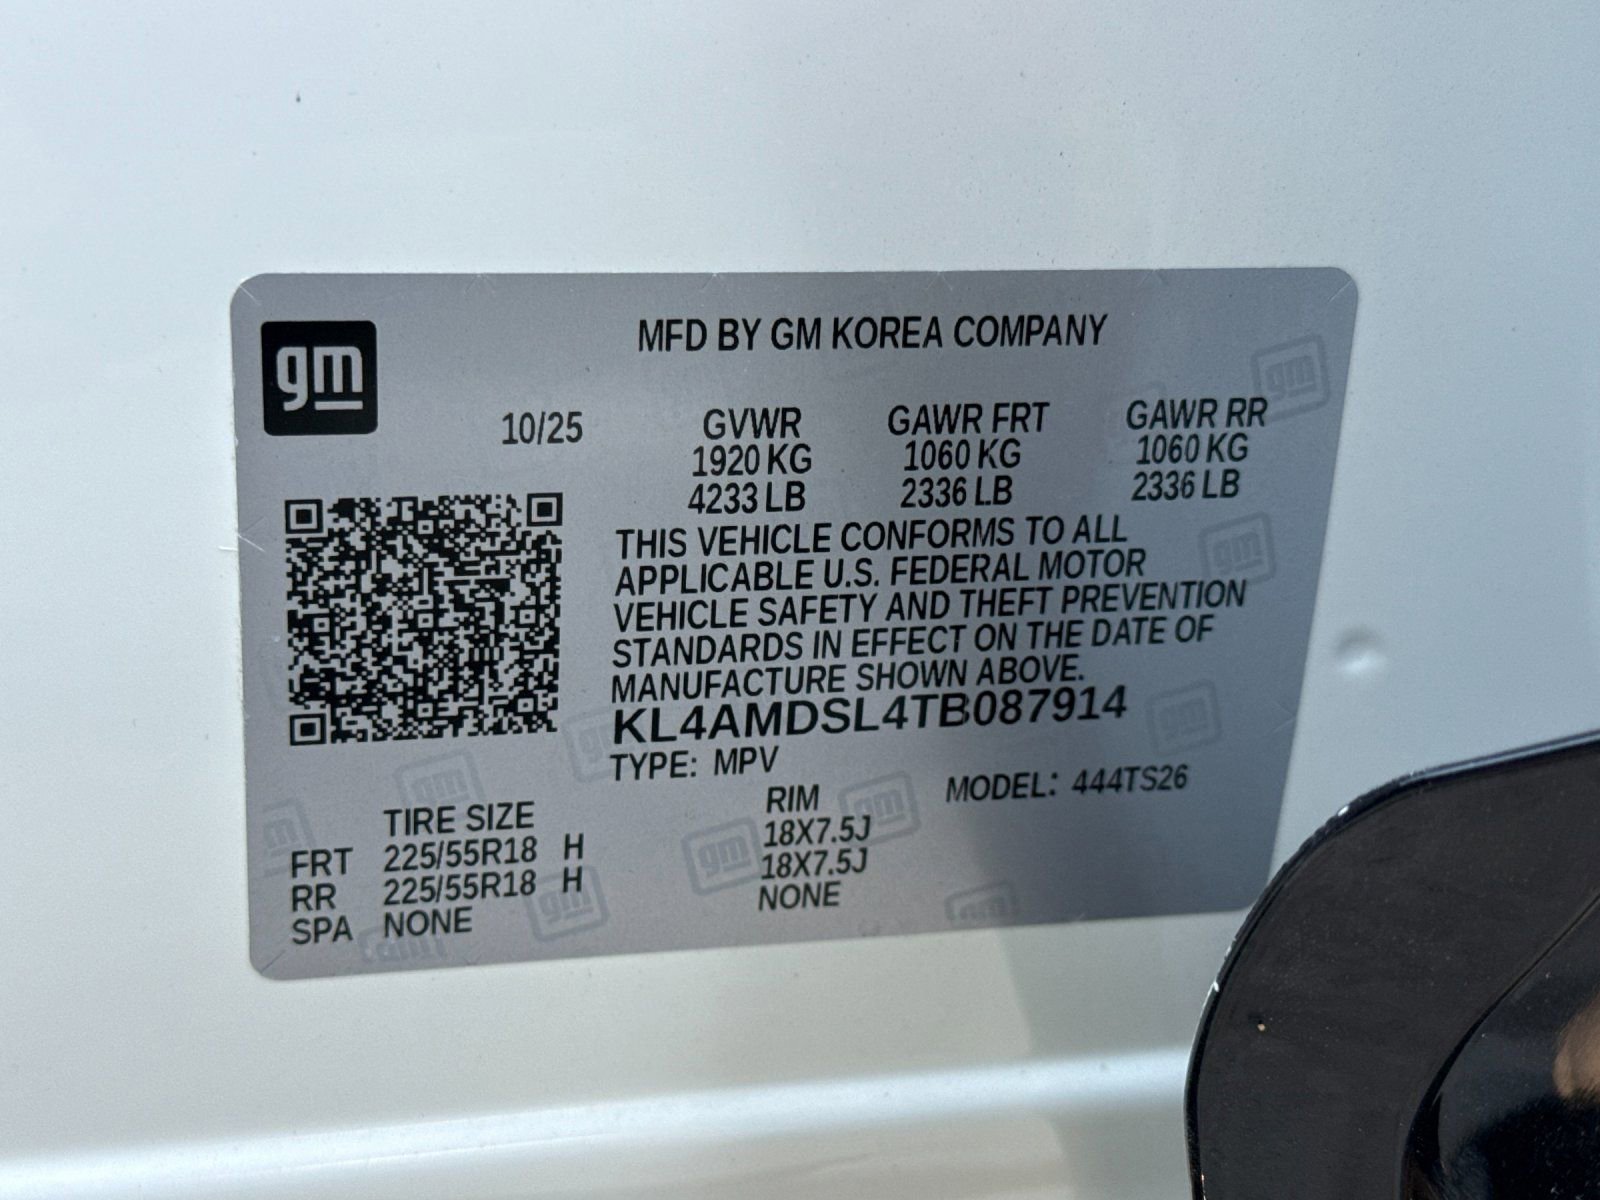 gm
MFD BY GM KOREA COMPANY
10/25 GVWR GAWR FRT GAWR RR
1920 KG 1060 KG 1060 KG
4233 LB 2336 LB 2336 LB
THIS VEHICLE CONFORMS TO ALL
APPLICABLE U.S. FEDERAL MOTOR
VEHICLE SAFETY AND THEFT PREVENTION
STANDARDS IN EFFECT ON THE DATE OF
MANUFACTURE SHOWN ABOVE.
KL4AMDSL4TB087914
TYPE: MPV
MODEL: 444TS26
TIRE SIZE RIM
FRT 225/55R18 H 18X7.5J
RR 225/55R18 H 18X7.5J
SPA NONE NONE